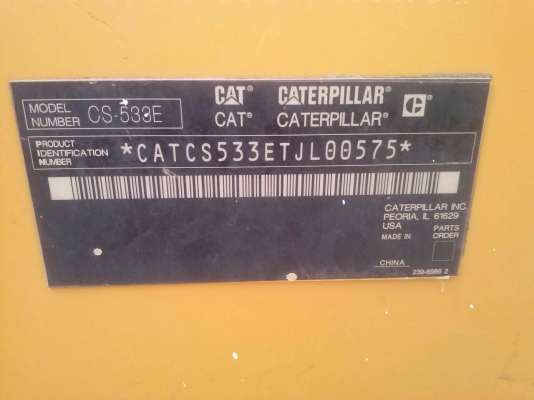 CAT CATERPILLAR C
CAT® CATERPILLAR®
MODEL NUMBER CS-533E
PRODUCT IDENTIFICATION NUMBER *CATCS533ETJL00575*
CATERPILLAR INC.
PEORIA, IL 61629
USA
MADE IN
PARTS ORDER
CHINA
239-6986 2